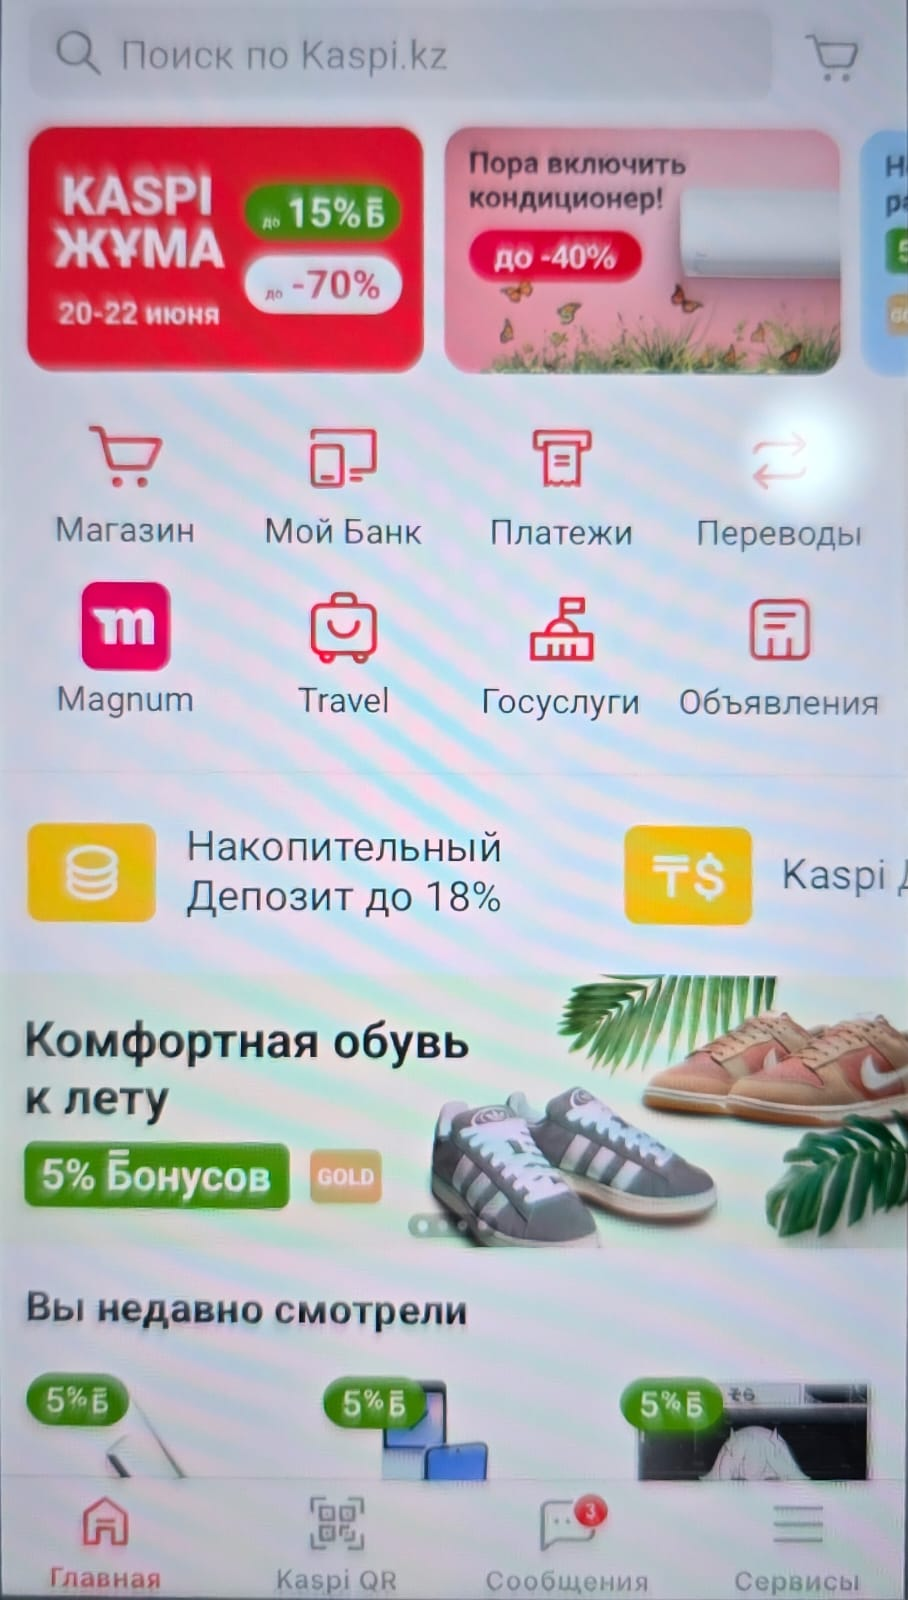 Поиск по Kaspi.kz
KASPI
ЖҰМА
20-22 июня
до 15% Б
до -70%
Пора включить
кондиционер!
до -40%
5
Магазин
Мой Банк
Платежи
Переводы
m
Magnum
Travel
Госуслуги
Объявления
Накопительный
Депозит до 18%
₸$
Kaspi
Комфортная обувь
к лету
5% Бонусов
GOLD
Вы недавно смотрели
5% Б
5% Б
5% Б
3
Главная
Kaspi QR
Сообщения
Сервисы